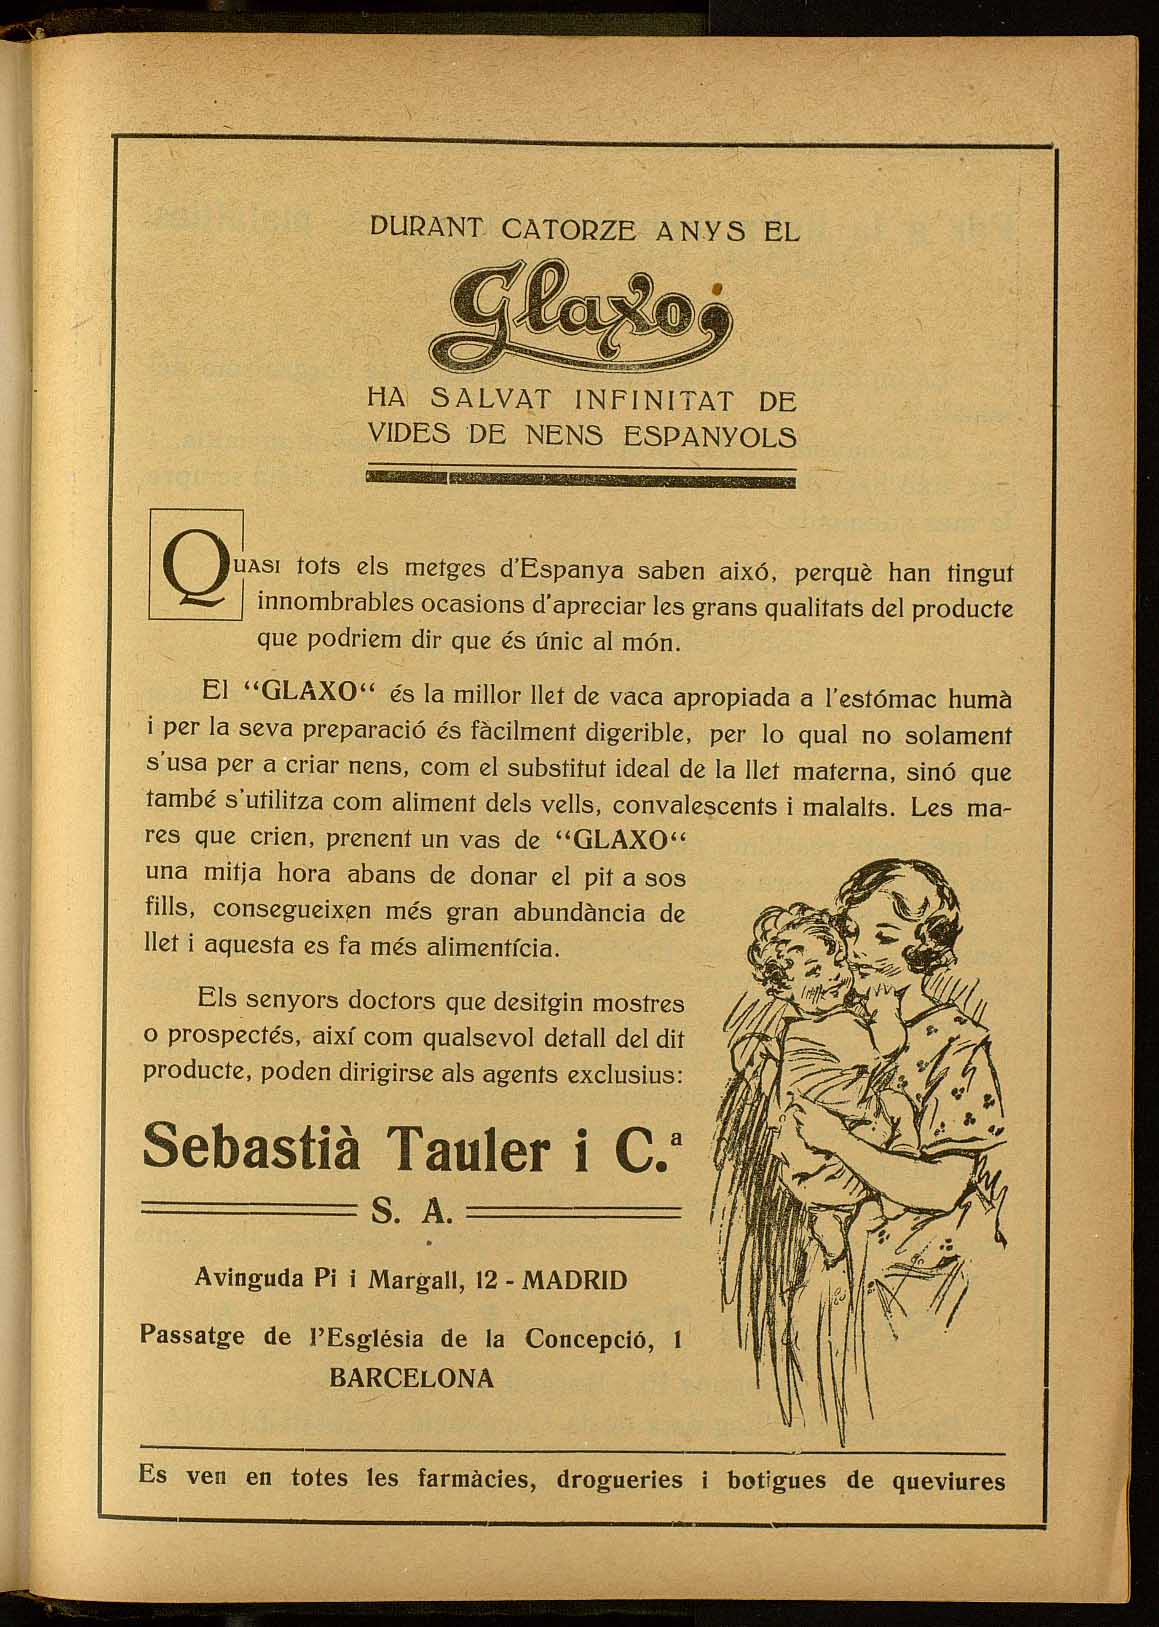 DURANT CATORZE ANYS EL
Glaxo
HA SALVAT INFINITAT DE
VIDES DE NENS ESPANYOLS
QUASI tots els metges d'Espanya saben aixó, perquè han tingut
innombrables ocasions d'apreciar les grans qualitats del producte
que podriem dir que és únic al món.
El “GLAXO“ és la millor llet de vaca apropiada a l'estómac humà
i per la seva preparació és fàcilment digerible, per lo qual no solament
s'usa per a criar nens, com el substitut ideal de la llet materna, sinó que
també s'utilitza com aliment dels vells, convalescents i malalts. Les ma-
res que crien, prenent un vas de “GLAXO“
una mitja hora abans de donar el pit a sos
fills, consegueixen més gran abundància de
llet i aquesta es fa més alimentícia.
Els senyors doctors que desitgin mostres
o prospectés, així com qualsevol detall del dit
producte, poden dirigirse als agents exclusius:
Sebastià Tauler i C.ª
S. A.
Avinguda Pi i Margall, 12 - MADRID
Passatge de l'Església de la Concepció, 1
BARCELONA
Es ven en totes les farmàcies, drogueries i botigues de queviures